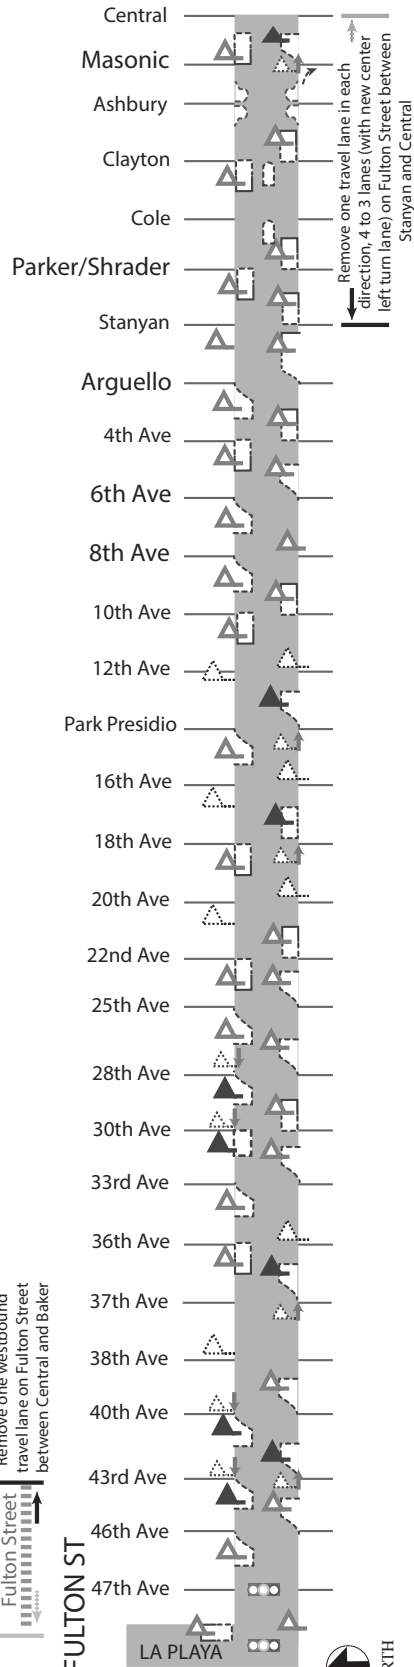 Central
Masonic
Ashbury
Clayton
Cole
Parker/Shrader
Stanyan
Arguello
4th Ave
6th Ave
8th Ave
10th Ave
12th Ave
Park Presidio
16th Ave
18th Ave
20th Ave
22nd Ave
25th Ave
28th Ave
30th Ave
33rd Ave
36th Ave
37th Ave
38th Ave
40th Ave
43rd Ave
46th Ave
47th Ave
LA PLAYA
Remove one travel lane in each
direction, 4 to 3 lanes (with new center
left turn lane) on Fulton Street between
Stanyan and Central
Remove one westbound
travel lane on Fulton Street
between Central and Baker
Fulton Street
FULTON ST